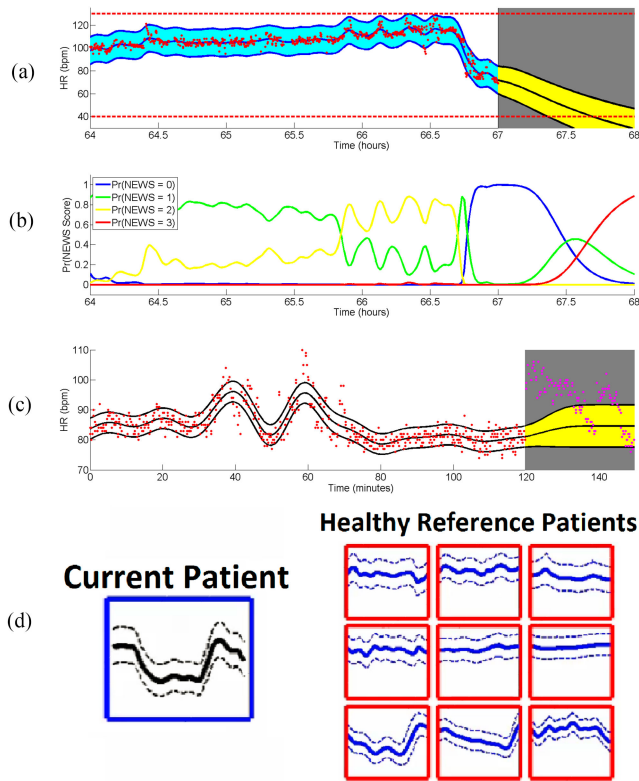 (a)
HR (bpm)
120
100
80
60
40
64 64.5 65 65.5 66 66.5 67 67.5 68
Time (hours)
(b)
Pr(NEWS Score)
1
0.8
0.6
0.4
0.2
0
Pr(NEWS = 0)
Pr(NEWS = 1)
Pr(NEWS = 2)
Pr(NEWS = 3)
64 64.5 65 65.5 66 66.5 67 67.5 68
Time (hours)
(c)
HR (bpm)
110
100
90
80
70
0 20 40 60 80 100 120 140
Time (minutes)
(d)
Current Patient
Healthy Reference Patients